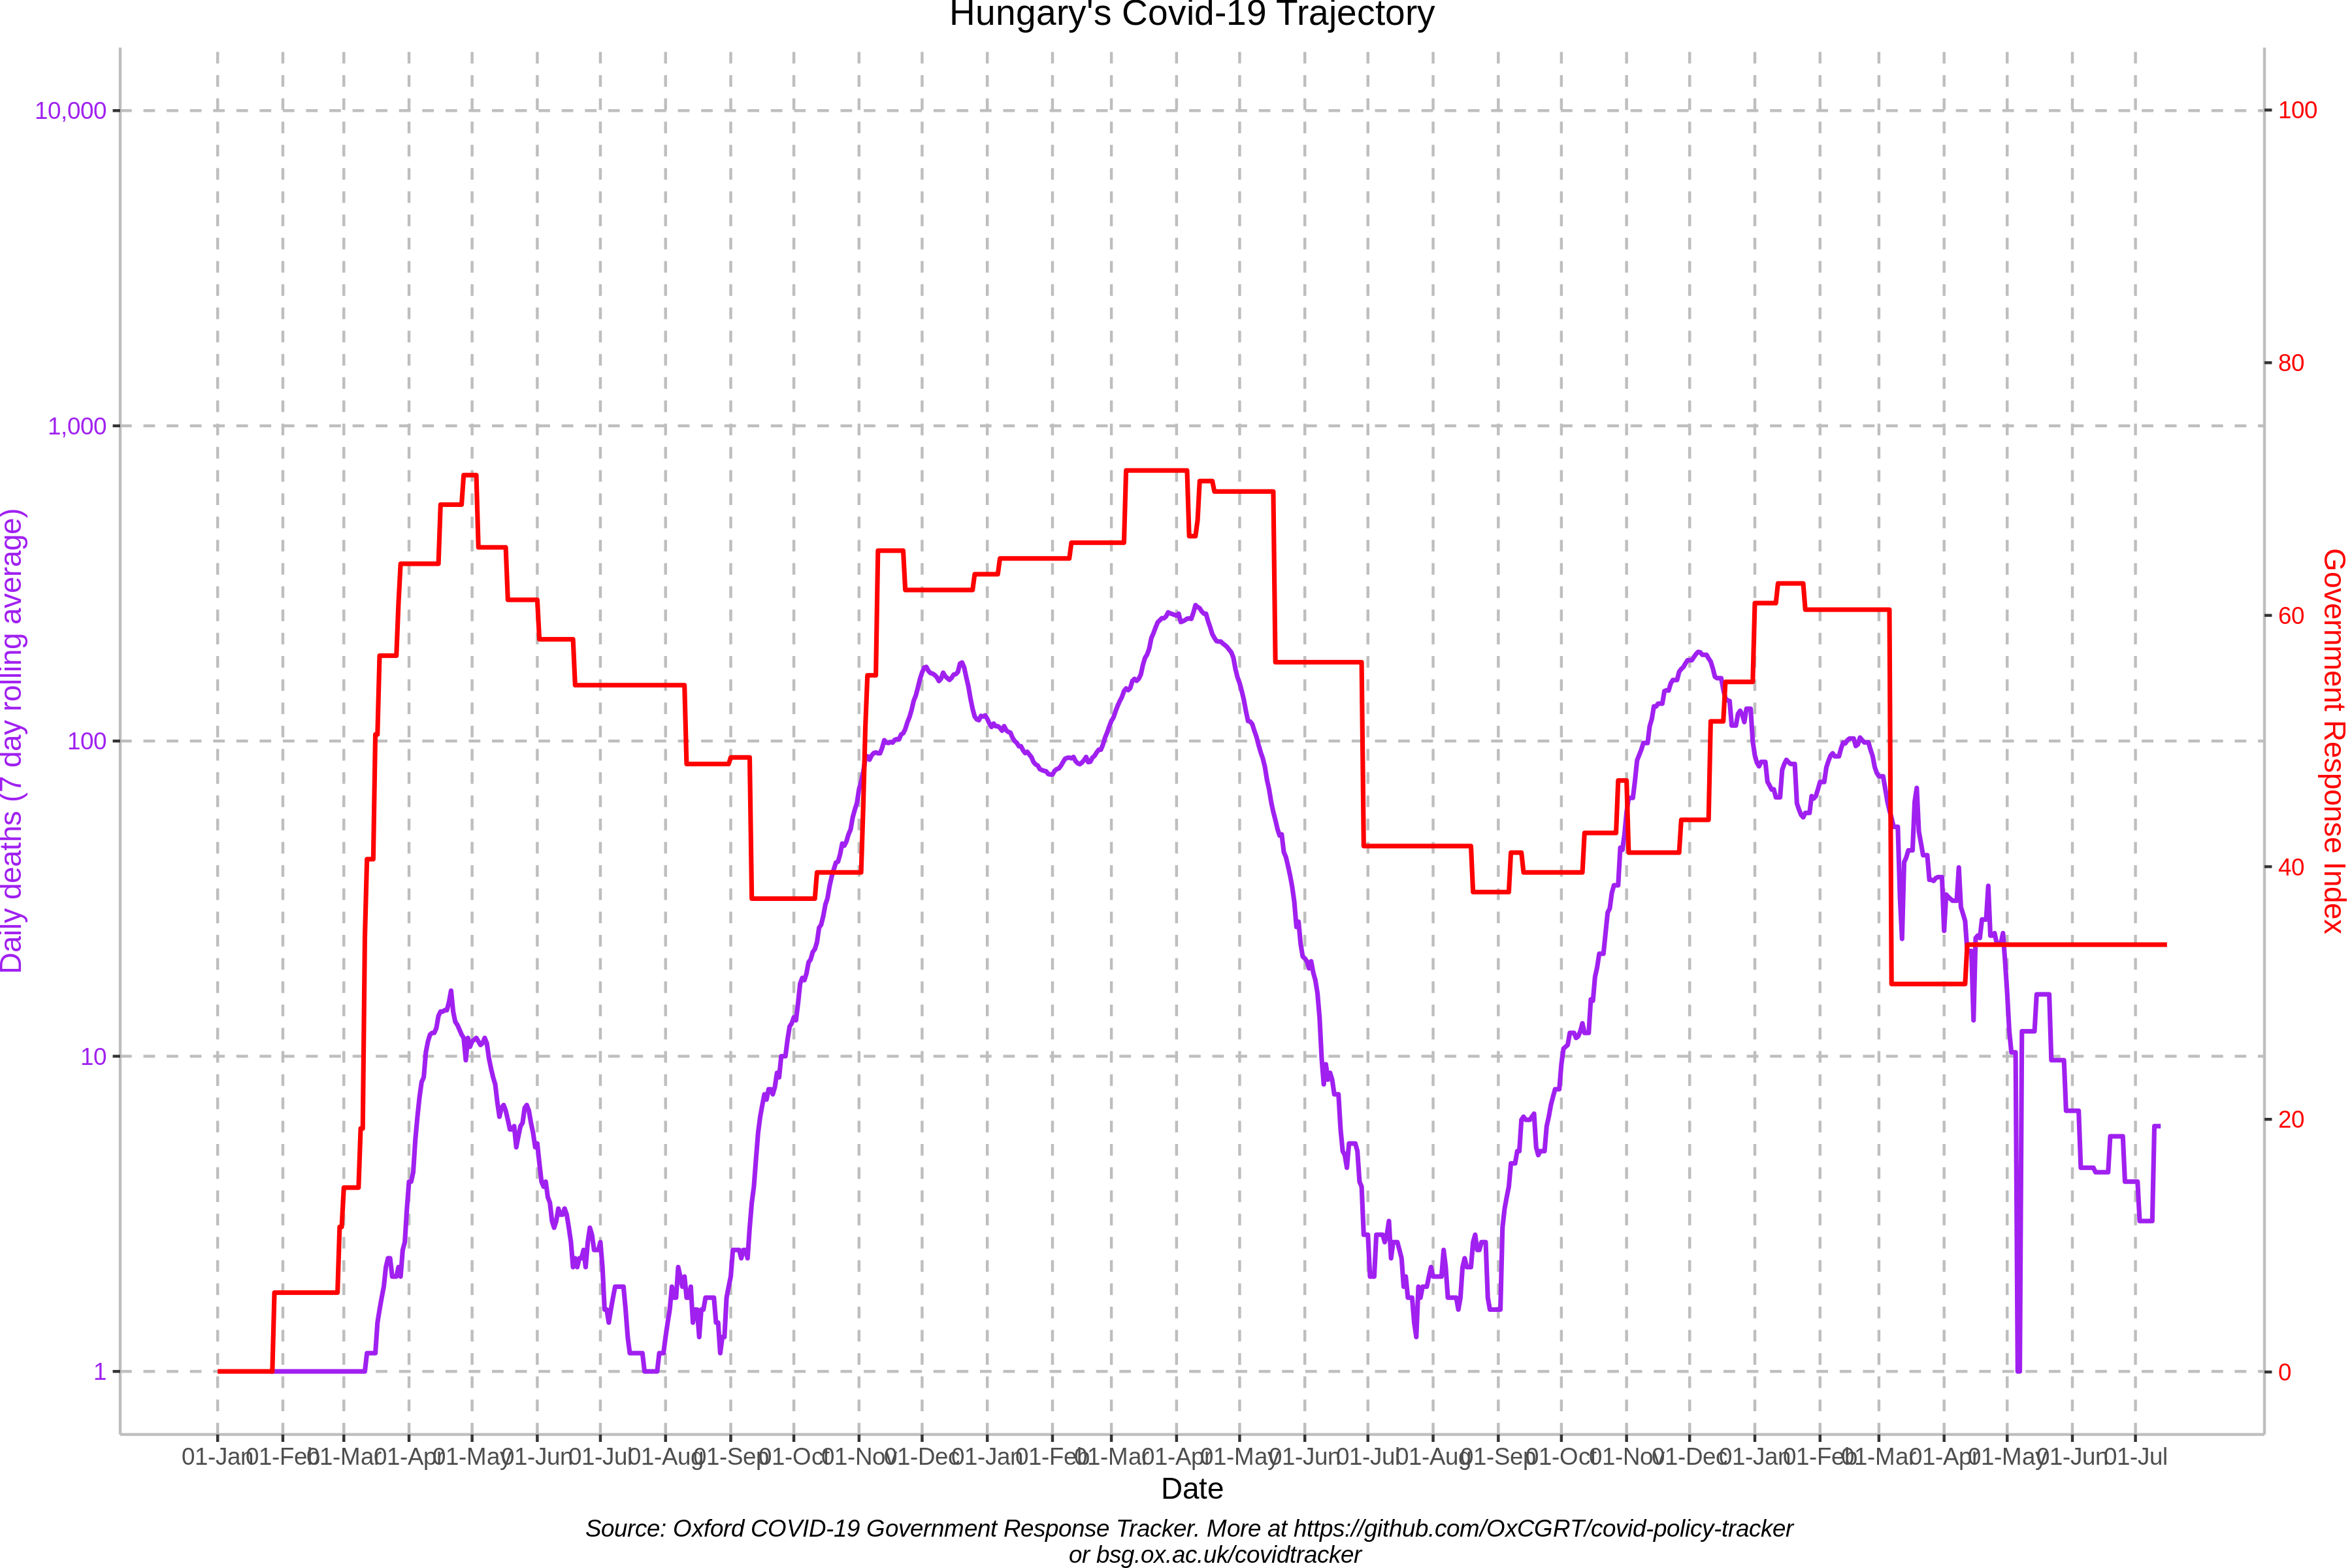 Hungary's Covid-19 Trajectory
10,000
1,000
100
10
1
Daily deaths (7 day rolling average)
100
80
60
40
20
0
Government Response Index
01-Jan 01-Feb 01-Mar 01-Apr 01-May 01-Jun 01-Jul 01-Aug 01-Sep 01-Oct 01-Nov 01-Dec 01-Jan 01-Feb 01-Mar 01-Apr 01-May 01-Jun 01-Jul 01-Aug 01-Sep 01-Oct 01-Nov 01-Dec 01-Jan 01-Feb 01-Mar 01-Apr 01-May 01-Jun 01-Jul
Date
Source: Oxford COVID-19 Government Response Tracker. More at https://github.com/OxCGRT/covid-policy-tracker
or bsg.ox.ac.uk/covidtracker